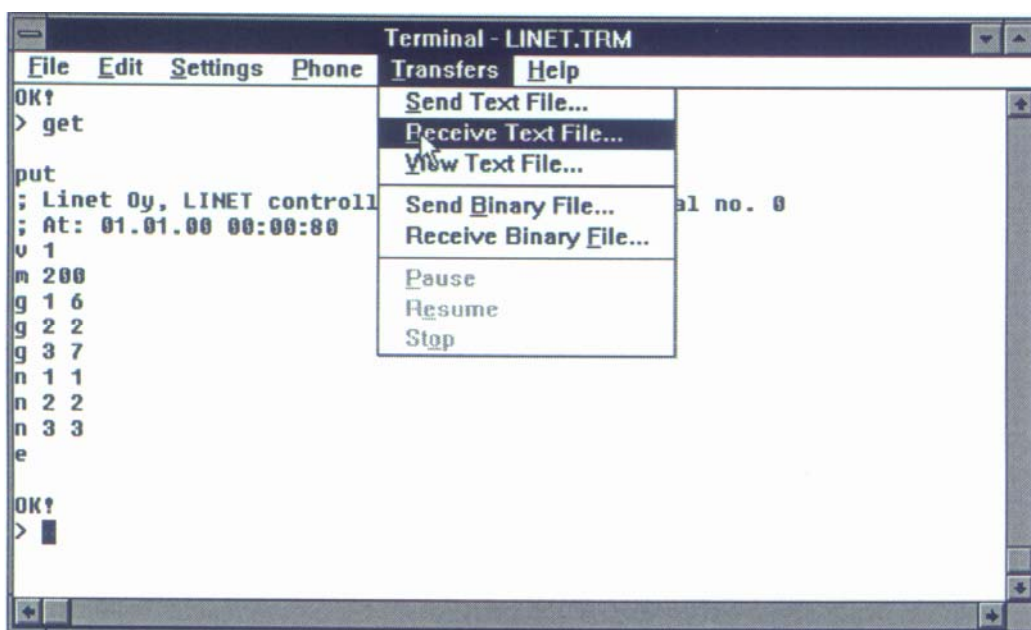 Terminal - LINET.TRM
File Edit Settings Phone Transfers Help
Send Text File...
Receive Text File...
View Text File...
Send Binary File...
Receive Binary File...
Pause
Resume
Stop
OK!
> get
put
; Linet Oy, LINET controll al no. 0
; At: 01.01.00 00:00:80
v 1
m 200
g 1 6
g 2 2
g 3 7
n 1 1
n 2 2
n 3 3
e
OK!
>